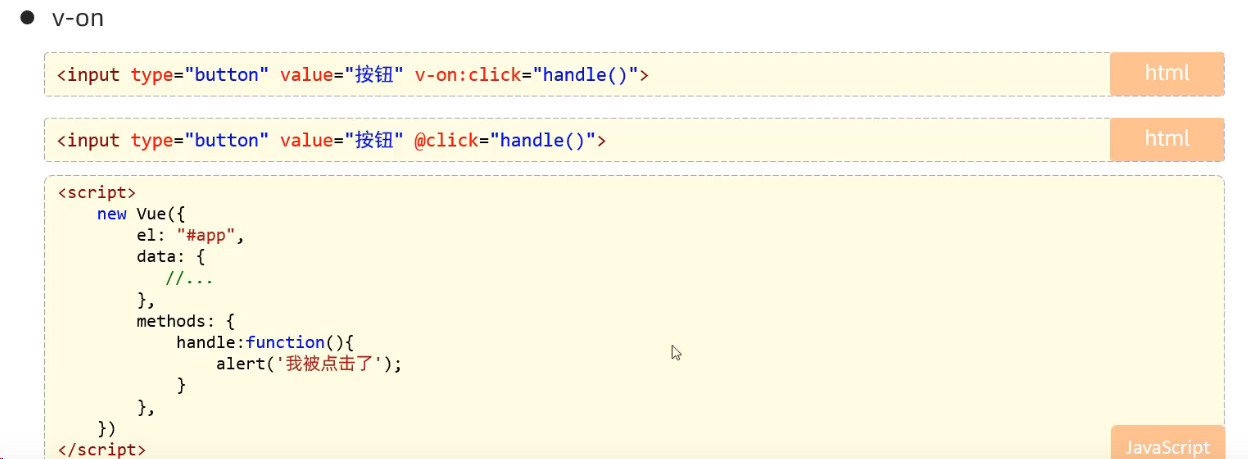 ● v-on
<input type="button" value="按钮" v-on:click="handle()">
html
<input type="button" value="按钮" @click="handle()">
html
<script>
    new Vue({
        el: "#app",
        data: {
           //...
        },
        methods: {
            handle:function(){
                alert('我被点击了');
            }
        },
    })
</script>
JavaScript